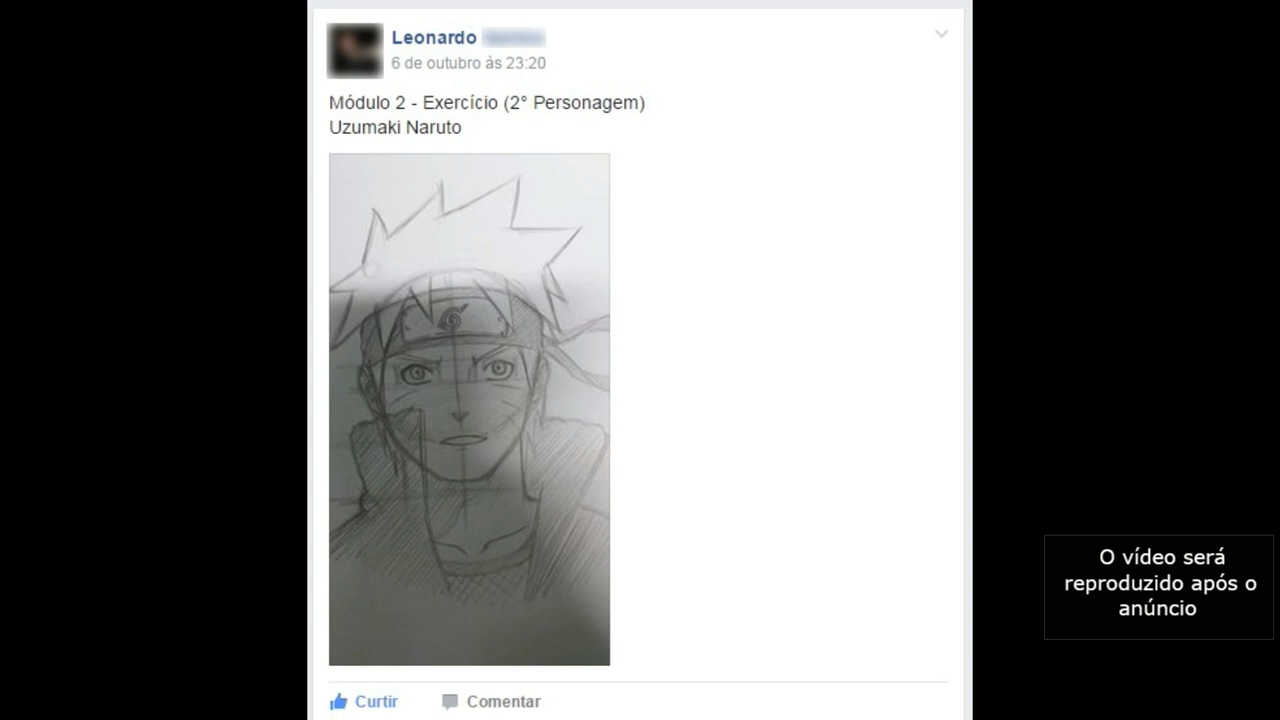 Leonardo
6 de outubro às 23:20
Módulo 2 - Exercício (2° Personagem)
Uzumaki Naruto
Curtir
Comentar
O vídeo será
reproduzido após o
anúncio